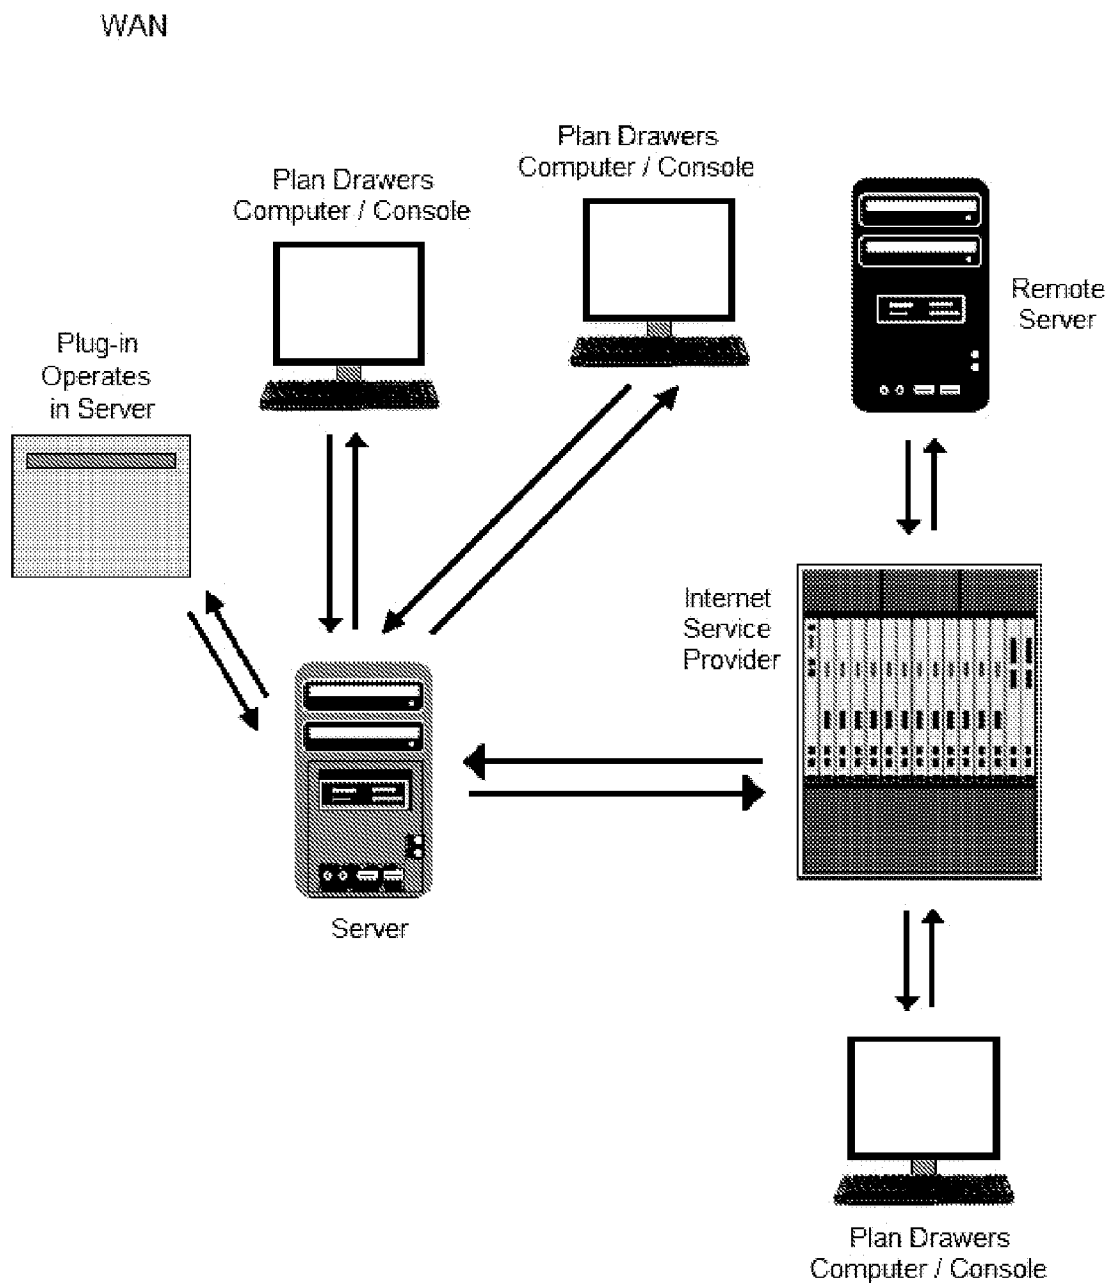 WAN
Plan Drawers
Computer / Console
Plan Drawers
Computer / Console
Remote
Server
Plug-in
Operates
in Server
Internet
Service
Provider
Server
Plan Drawers
Computer / Console